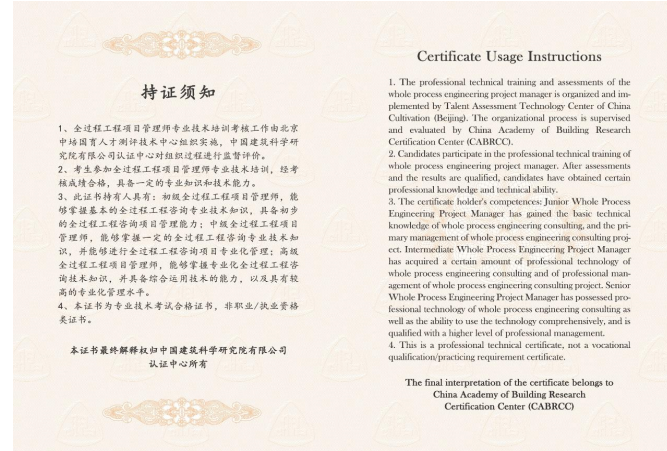 持证须知
1、全过程工程项目管理师专业技术培训考核工作由北京
中培国育人才测评技术中心组织实施，中国建筑科学研
究院有限公司认证中心对组织过程进行监督评价。
2、考生参加全过程工程项目管理师专业技术培训，经考
核成绩合格，具备一定的专业知识和技术能力。
3、此证书持有人具有：初级全过程工程项目管理师，能
够掌握基本的全过程工程咨询专业技术知识，具备初步
的全过程工程咨询项目管理能力；中级全过程工程项目
管理师，能够掌握一定的全过程工程咨询专业技术知
识，并能够进行全过程工程咨询项目专业化管理；高级
全过程工程项目管理师，能够掌握专业化全过程工程咨
询技术知识，并具备综合运用技术的能力，以及具有较
高的专业化管理水平。
4、本证书为专业技术考试合格证书，非职业/执业资格
类证书。
本证书最终解释权归中国建筑科学研究院有限公司
认证中心所有
Certificate Usage Instructions
1. The professional technical training and assessments of the
whole process engineering project manager is organized and im-
plemented by Talent Assessment Technology Center of China
Cultivation (Beijing). The organizational process is supervised
and evaluated by China Academy of Building Research
Certification Center (CABRCC).
2. Candidates participate in the professional technical training of
whole process engineering project manager. After assessments
and the results are qualified, candidates have obtained certain
professional knowledge and technical ability.
3. The certificate holder's competences: Junior Whole Process
Engineering Project Manager has gained the basic technical
knowledge of whole process engineering consulting, and the pri-
mary management of whole process engineering consulting proj-
ect. Intermediate Whole Process Engineering Project Manager
has acquired a certain amount of professional technology of
whole process engineering consulting and of professional man-
agement of whole process engineering consulting project. Senior
Whole Process Engineering Project Manager has possessed pro-
fessional technology of whole process engineering consulting as
well as the ability to use the technology comprehensively, and is
qualified with a higher level of professional management.
4. This is a professional technical certificate, not a vocational
qualification/practicing requirement certificate.
The final interpretation of the certificate belongs to
China Academy of Building Research
Certification Center (CABRCC)